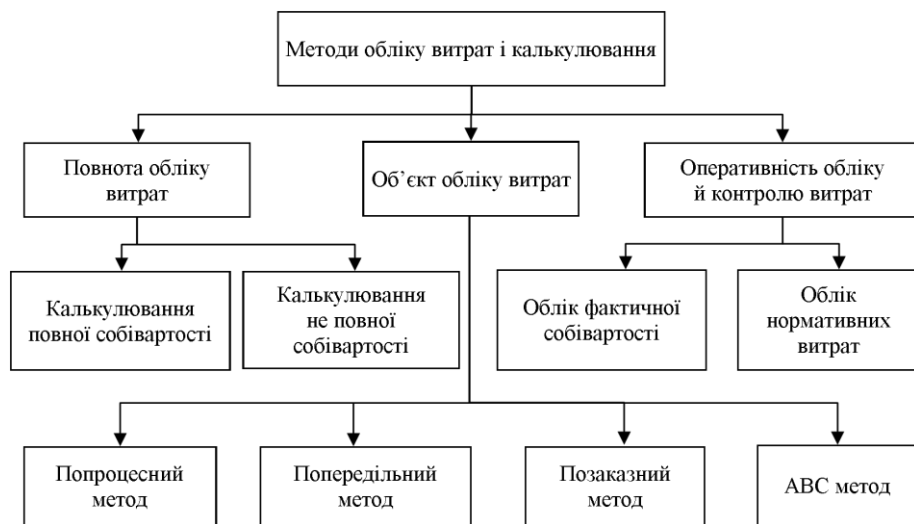 Методи обліку витрат і калькулювання
Повнота обліку
витрат
Об’єкт обліку витрат
Оперативність обліку
й контролю витрат
Калькулювання
повної собівартості
Калькулювання
не повної
собівартості
Облік фактичної
собівартості
Облік
нормативних
витрат
Попроцесний
метод
Попередільний
метод
Позаказний
метод
АВС метод